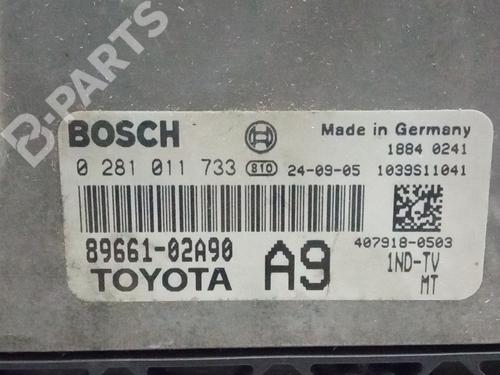 B-PARTS
BOSCH
Made in Germany
1884 0241
0 281 011 733 810 24-09-05 1039S11041
89661-02A90
TOYOTA
A9
407918-0503
1ND-TV
MT